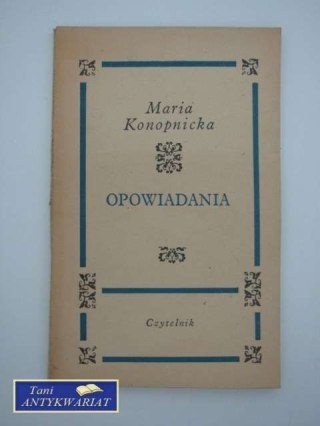 Maria
Konopnicka
OPOWIADANIA
Czytelnik
Tani
ANTYKWARIAT